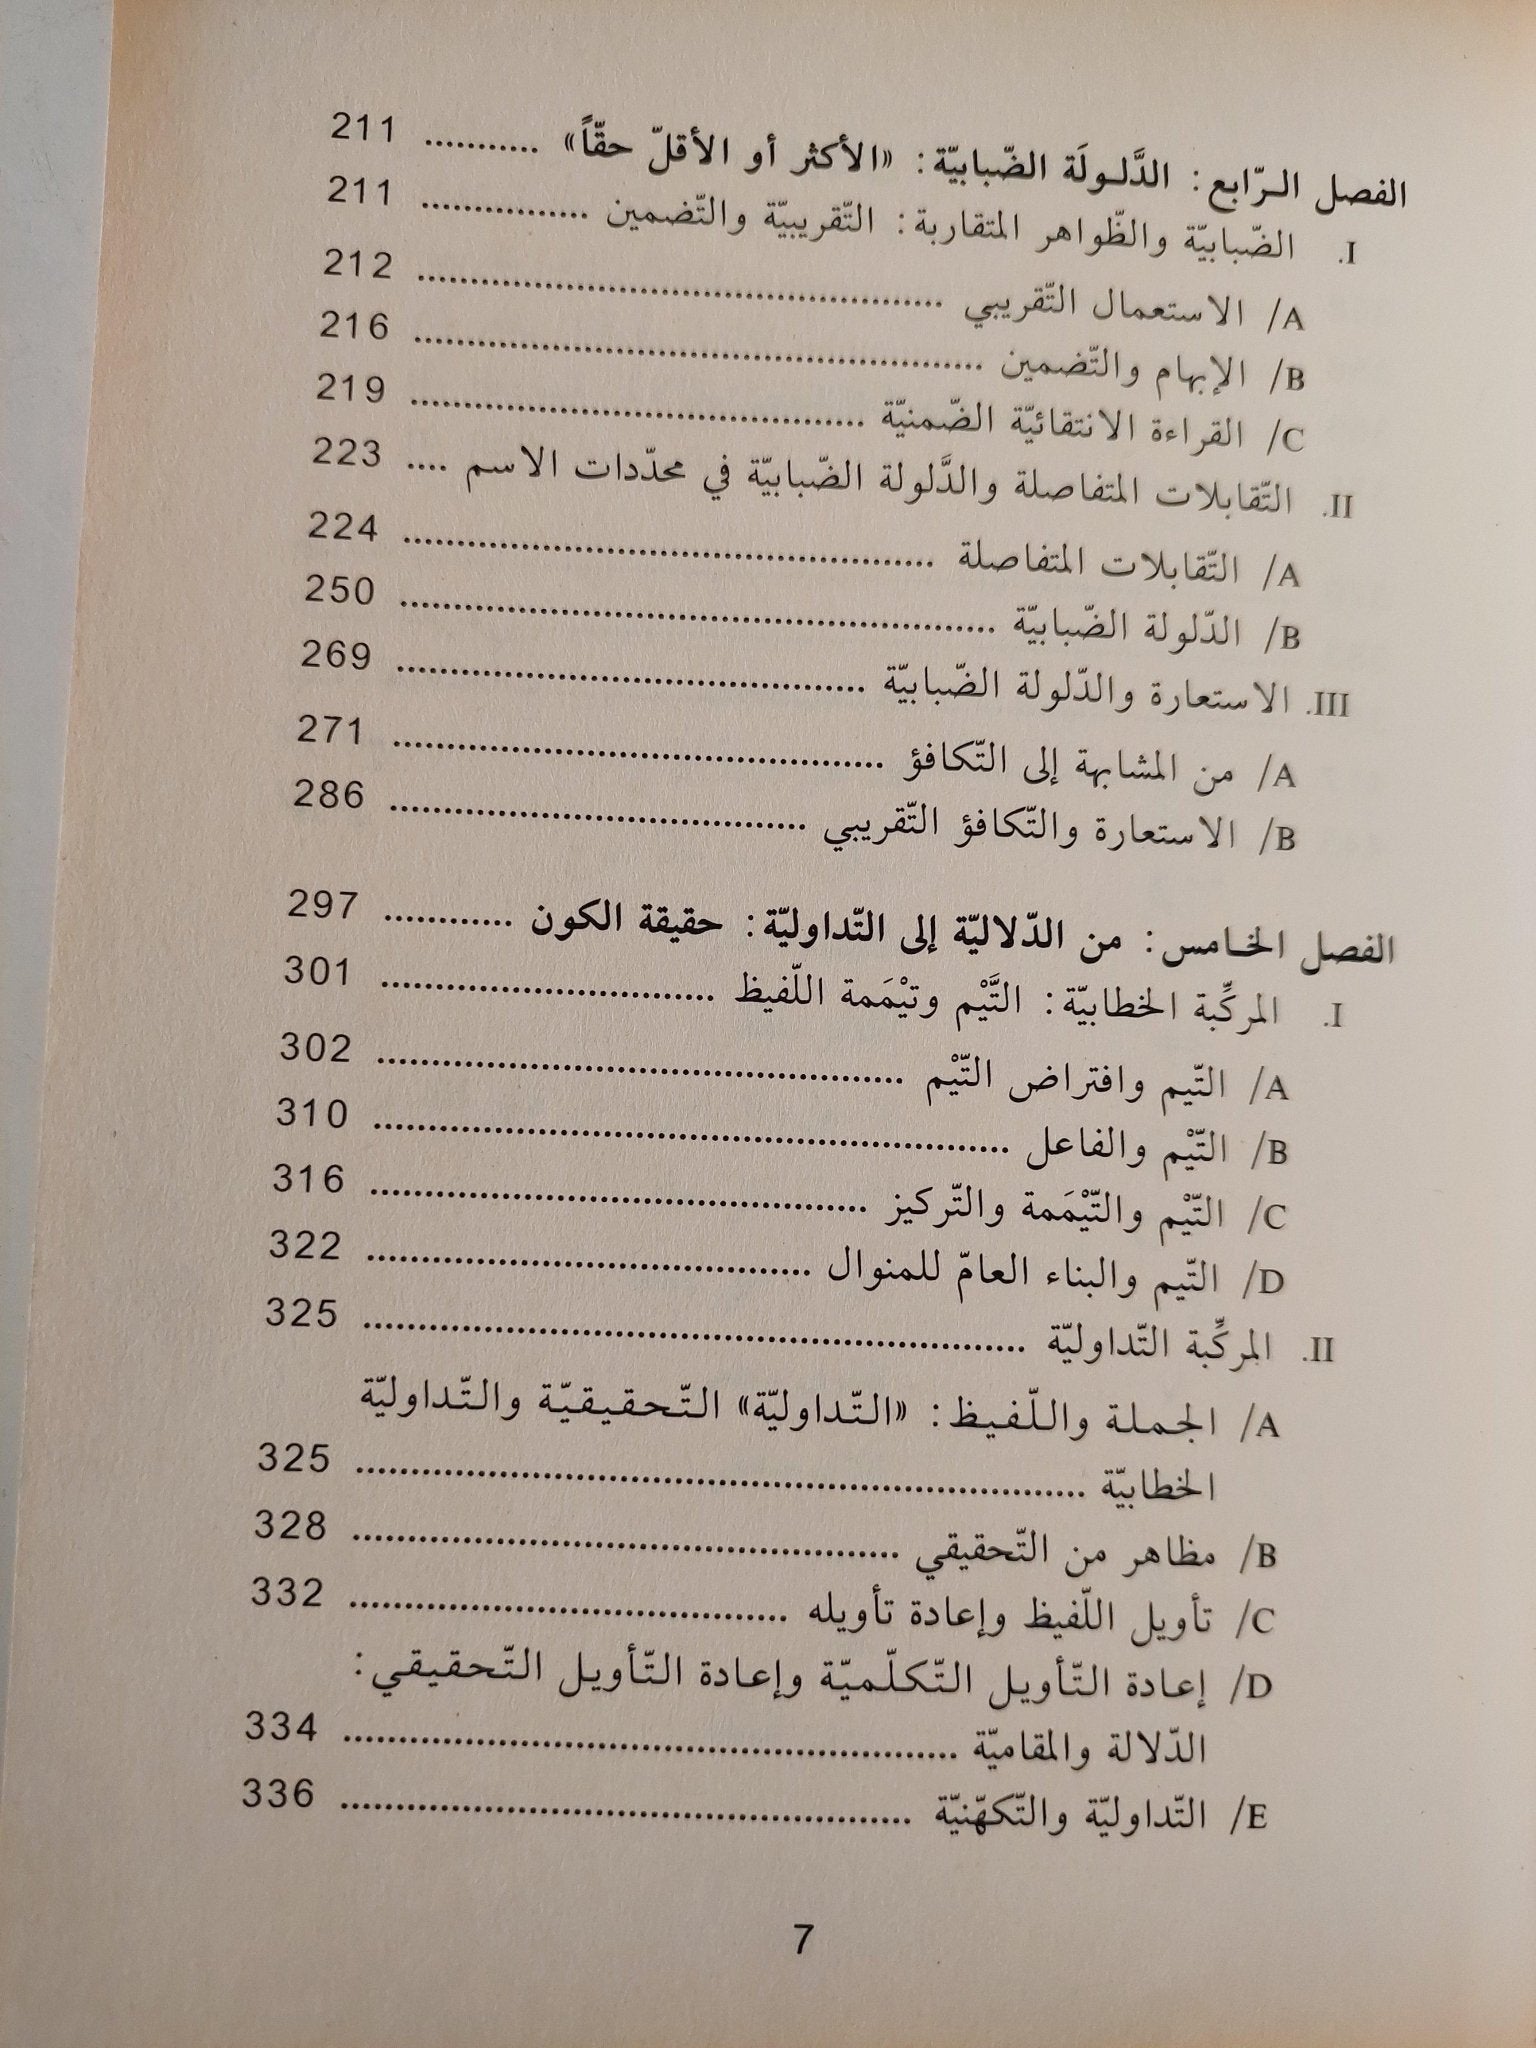 الفصل الـرّابع: الدَّلـولَة الضّبابيّة: «الأكثر أو الأقلّ حقّاً» ........... 211
I. الضّبابيّة والظّواهر المتقاربة: التّقريبيّة والتّضمين ................ 211
A/ الاستعمال التّقريبي ................................................ 212
B/ الإبهام والتّضمين .................................................... 216
C/ القراءة الانتقائيّة الضّمنيّة .......................................... 219
II. التّقابلات المتفاصلة والدَّلولة الضّبابيّة في محدّدات الاسم .... 223
A/ التّقابلات المتفاصلة ................................................ 224
B/ الدّلولة الضّبابيّة ...................................................... 250
III. الاستعارة والدّلولة الضّبابيّة ........................................... 269
A/ من المشابهة إلى التّكافؤ ............................................. 271
B/ الاستعارة والتّكافؤ التّقريبي ...................................... 286
الفصل الخـامس: من الدّلاليّة إلى التّداوليّة: حقيقة الكون ............ 297
I. المركِّبة الخطابيّة: التَّيْم وتيْمَمة اللّفيظ ............................... 301
A/ التّيم وافتراض التّيْم ................................................ 302
B/ التّيْم والفاعل .......................................................... 310
C/ التّيْم والتّيْمَمة والتّركيز ............................................. 316
D/ التّيم والبناء العامّ للمنوال ........................................ 322
II. المركِّبة التّداوليّة ............................................................ 325
A/ الجملة واللّفيظ: «التّداوليّة» التّحقيقيّة والتّداوليّة
الخطابيّة .................................................................. 325
B/ مظاهر من التّحقيقي .................................................. 328
C/ تأويل اللّفيظ وإعادة تأويله ........................................ 332
D/ إعادة التّأويل التّكلّميّة وإعادة التّأويل التّحقيقي:
الدّلالة والمقاميّة ........................................................ 334
E/ التّداوليّة والتّكهّنيّة .................................................... 336
7